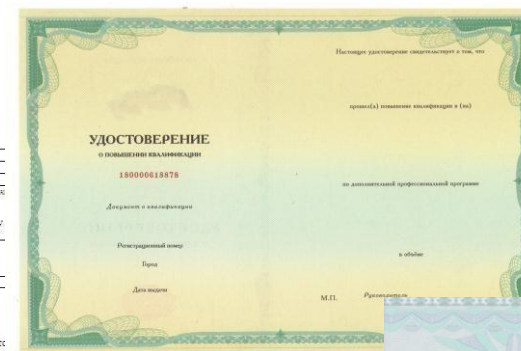 УДОСТОВЕРЕНИЕ
О ПОВЫШЕНИИ КВАЛИФИКАЦИИ
180000618878
Документ о квалификации
Регистрационный номер
Город
Дата выдачи
Настоящее удостоверение свидетельствует о том, что
прошел(а) повышение квалификации в (на)
по дополнительной профессиональной программе
в объёме
М.П. Руководитель